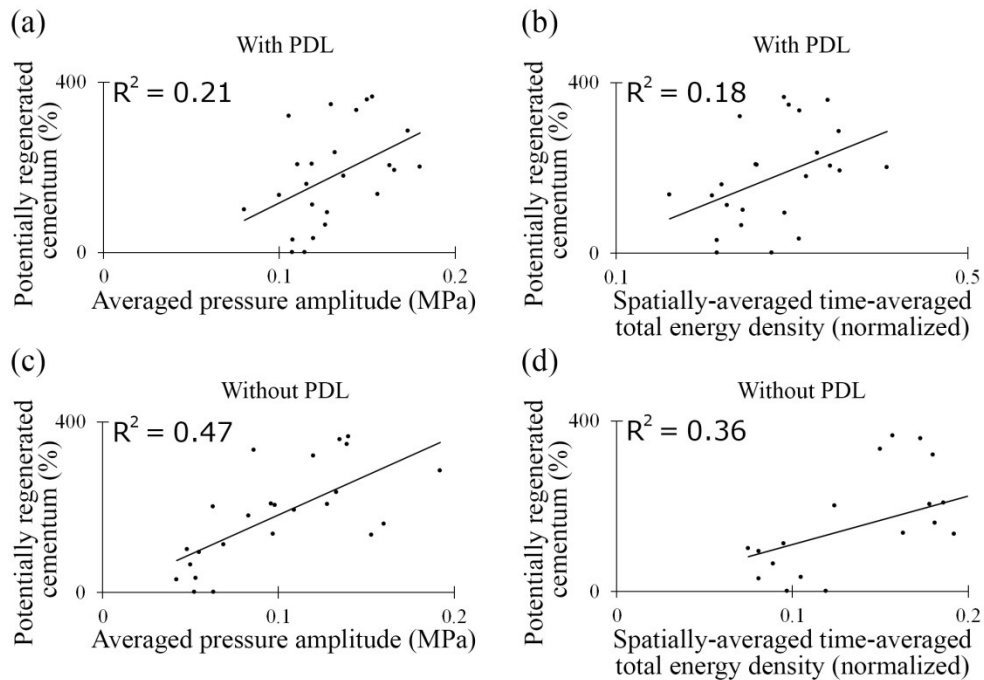 (a)
With PDL
Potentially regenerated
cementum (%)
400
R² = 0.21
0
0
0.1
0.2
Averaged pressure amplitude (MPa)
(b)
With PDL
Potentially regenerated
cementum (%)
400
R² = 0.18
0
0.1
0.5
Spatially-averaged time-averaged
total energy density (normalized)
(c)
Without PDL
Potentially regenerated
cementum (%)
400
R² = 0.47
0
0
0.1
0.2
Averaged pressure amplitude (MPa)
(d)
Without PDL
Potentially regenerated
cementum (%)
400
R² = 0.36
0
0
0.1
0.2
Spatially-averaged time-averaged
total energy density (normalized)